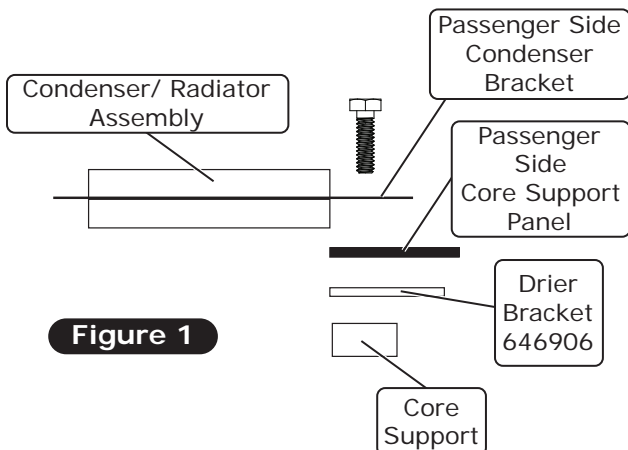 Passenger Side
Condenser
Bracket
Condenser/ Radiator
Assembly
Passenger
Side
Core Support
Panel
Drier
Bracket
646906
Figure 1
Core
Support